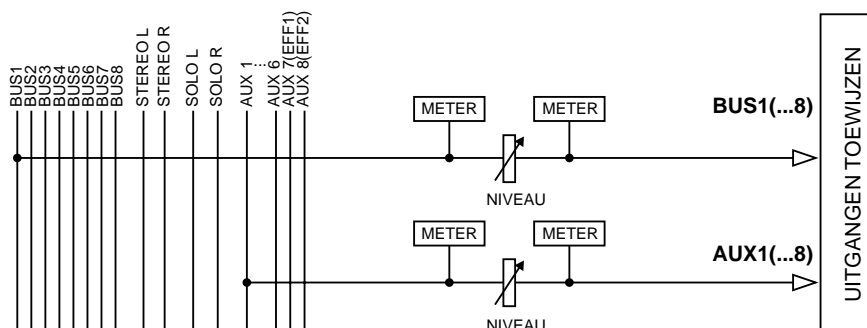 BUS1
BUS2
BUS3
BUS4
BUS5
BUS6
BUS7
BUS8
STEREO L
STEREO R
SOLO L
SOLO R
AUX 1
...
AUX 6
AUX 7(EFF1)
AUX 8(EFF2)
METER
METER
BUS1(...8)
NIVEAU
METER
METER
AUX1(...8)
NIVEAU
UITGANGEN TOEWIJZEN